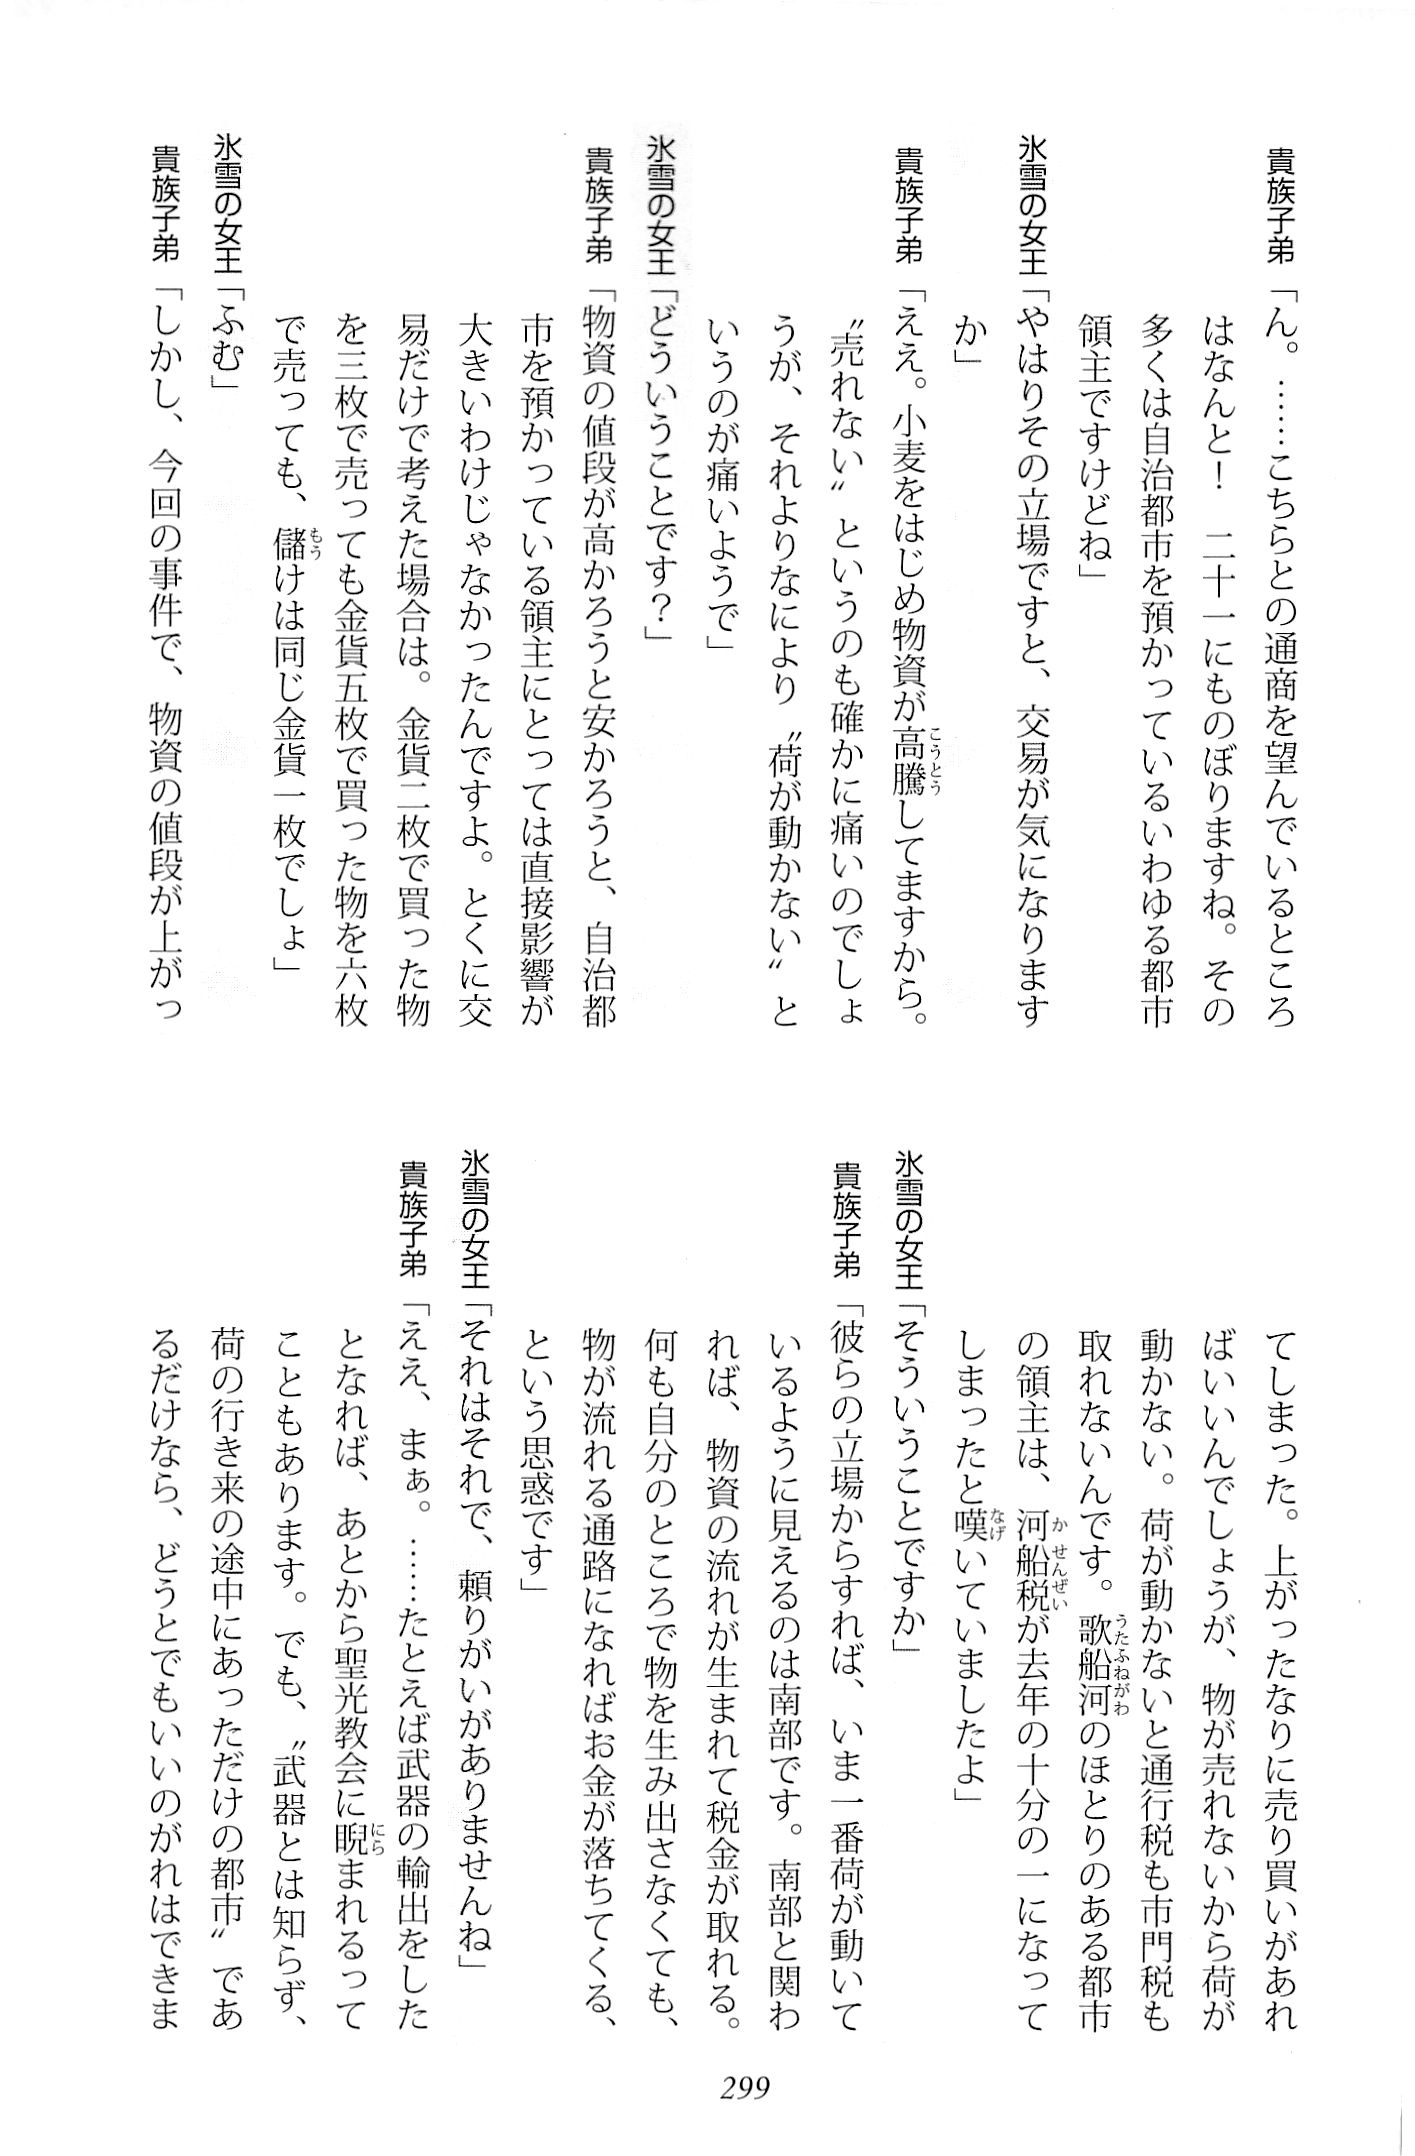 貴族子弟「ん。……こちらとの通商を望んでいるところ
はなんと！　二十一にものぼりますね。その
多くは自治都市を預かっているいわゆる都市
領主ですけどね」
氷雪の女王「やはりその立場ですと、交易が気になります
か」
貴族子弟「ええ。小麦をはじめ物資が高騰してますから。
〝売れない〟というのも確かに痛いのでしょ
うが、それよりなにより〝荷が動かない〟と
いうのが痛いようで」
氷雪の女王「どういうことです？」
貴族子弟「物資の値段が高かろうと安かろうと、自治都
市を預かっている領主にとっては直接影響が
大きいわけじゃなかったんですよ。とくに交
易だけで考えた場合は。金貨二枚で買った物
を三枚で売っても金貨五枚で買った物を六枚
で売っても、儲けは同じ金貨一枚でしょ」
氷雪の女王「ふむ」
貴族子弟「しかし、今回の事件で、物資の値段が上がっ
てしまった。上がったなりに売り買いがあれ
ばいいんでしょうが、物が売れないから荷が
動かない。荷が動かないと通行税も市門税も
取れないんです。歌船河のほとりのある都市
の領主は、河船税が去年の十分の一になって
しまったと嘆いていましたよ」
氷雪の女王「そういうことですか」
貴族子弟「彼らの立場からすれば、いま一番荷が動いて
いるように見えるのは南部です。南部と関わ
れば、物資の流れが生まれて税金が取れる。
何も自分のところで物を生み出さなくても、
物が流れる通路になればお金が落ちてくる、
という思惑です」
氷雪の女王「それはそれで、頼りがいがありませんね」
貴族子弟「ええ、まぁ。……たとえば武器の輸出をした
となれば、あとから聖光教会に睨まれるって
こともあります。でも、〝武器とは知らず、
荷の行き来の途中にあっただけの都市〟であ
るだけなら、どうとでもいいのがれはできま
299